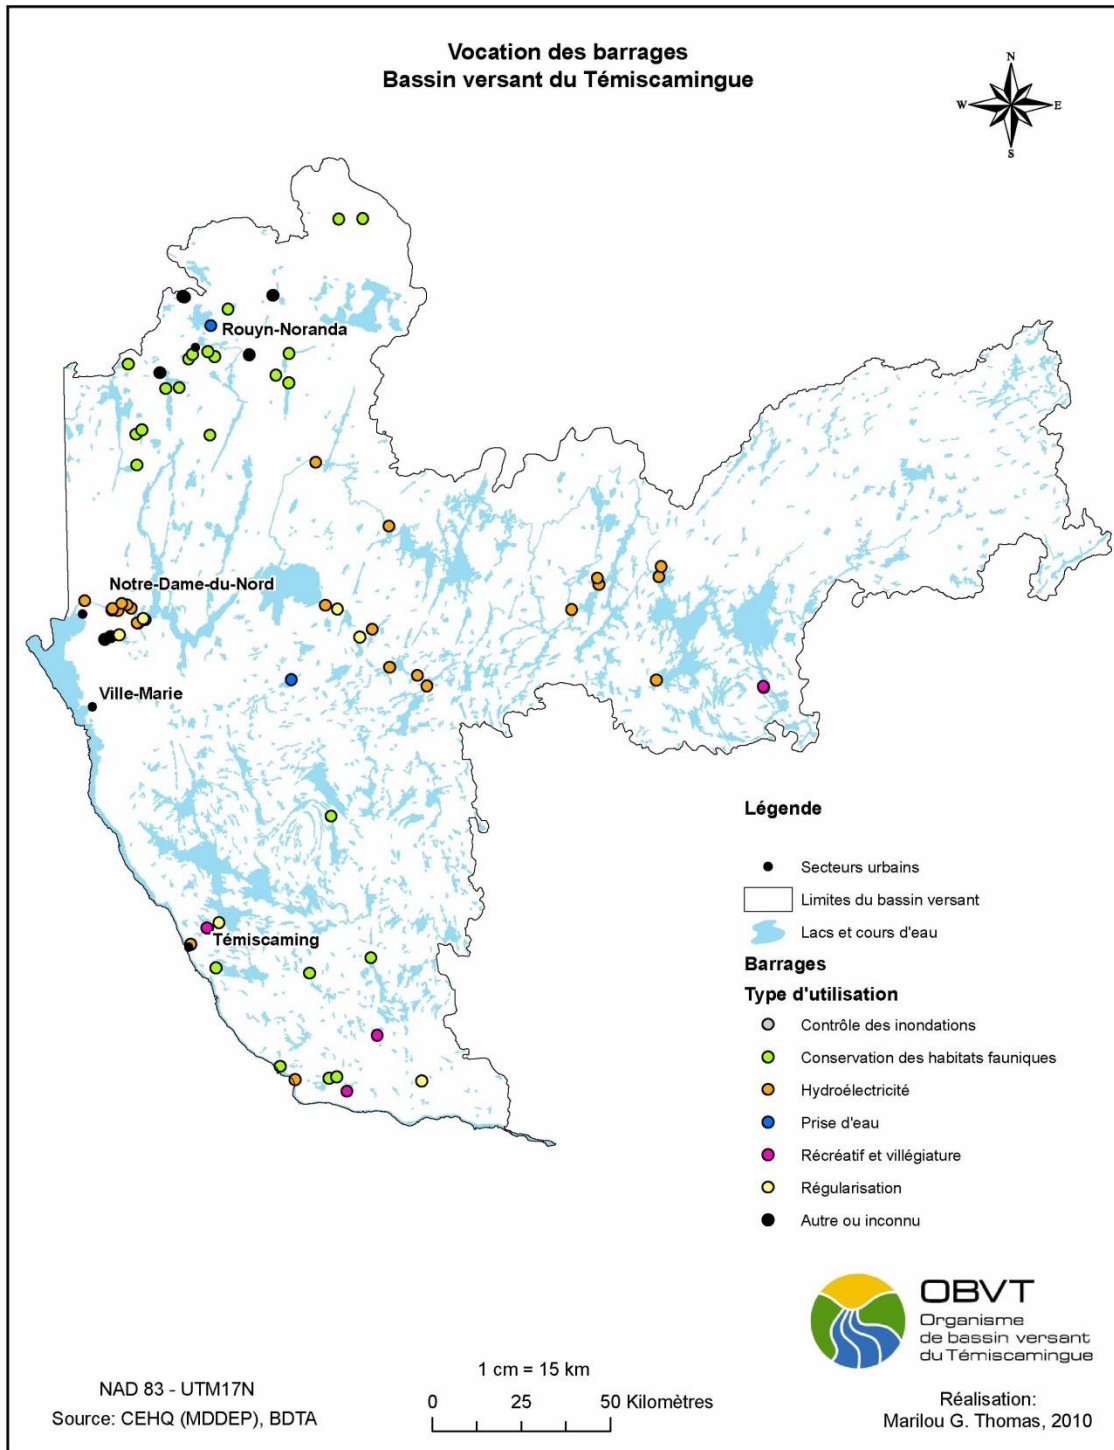 Vocation des barrages
Bassin versant du Témiscamingue
N
W
E
S
Rouyn-Noranda
Notre-Dame-du-Nord
Ville-Marie
Témiscaming
Légende
Secteurs urbains
Limites du bassin versant
Lacs et cours d'eau
Barrages
Type d'utilisation
Contrôle des inondations
Conservation des habitats fauniques
Hydroélectricité
Prise d'eau
Récréatif et villégiature
Régularisation
Autre ou inconnu
OBVT
Organisme
de bassin versant
du Témiscamingue
1 cm = 15 km
0 25 50 Kilomètres
NAD 83 - UTM17N
Source: CEHQ (MDDEP), BDTA
Réalisation:
Marilou G. Thomas, 2010